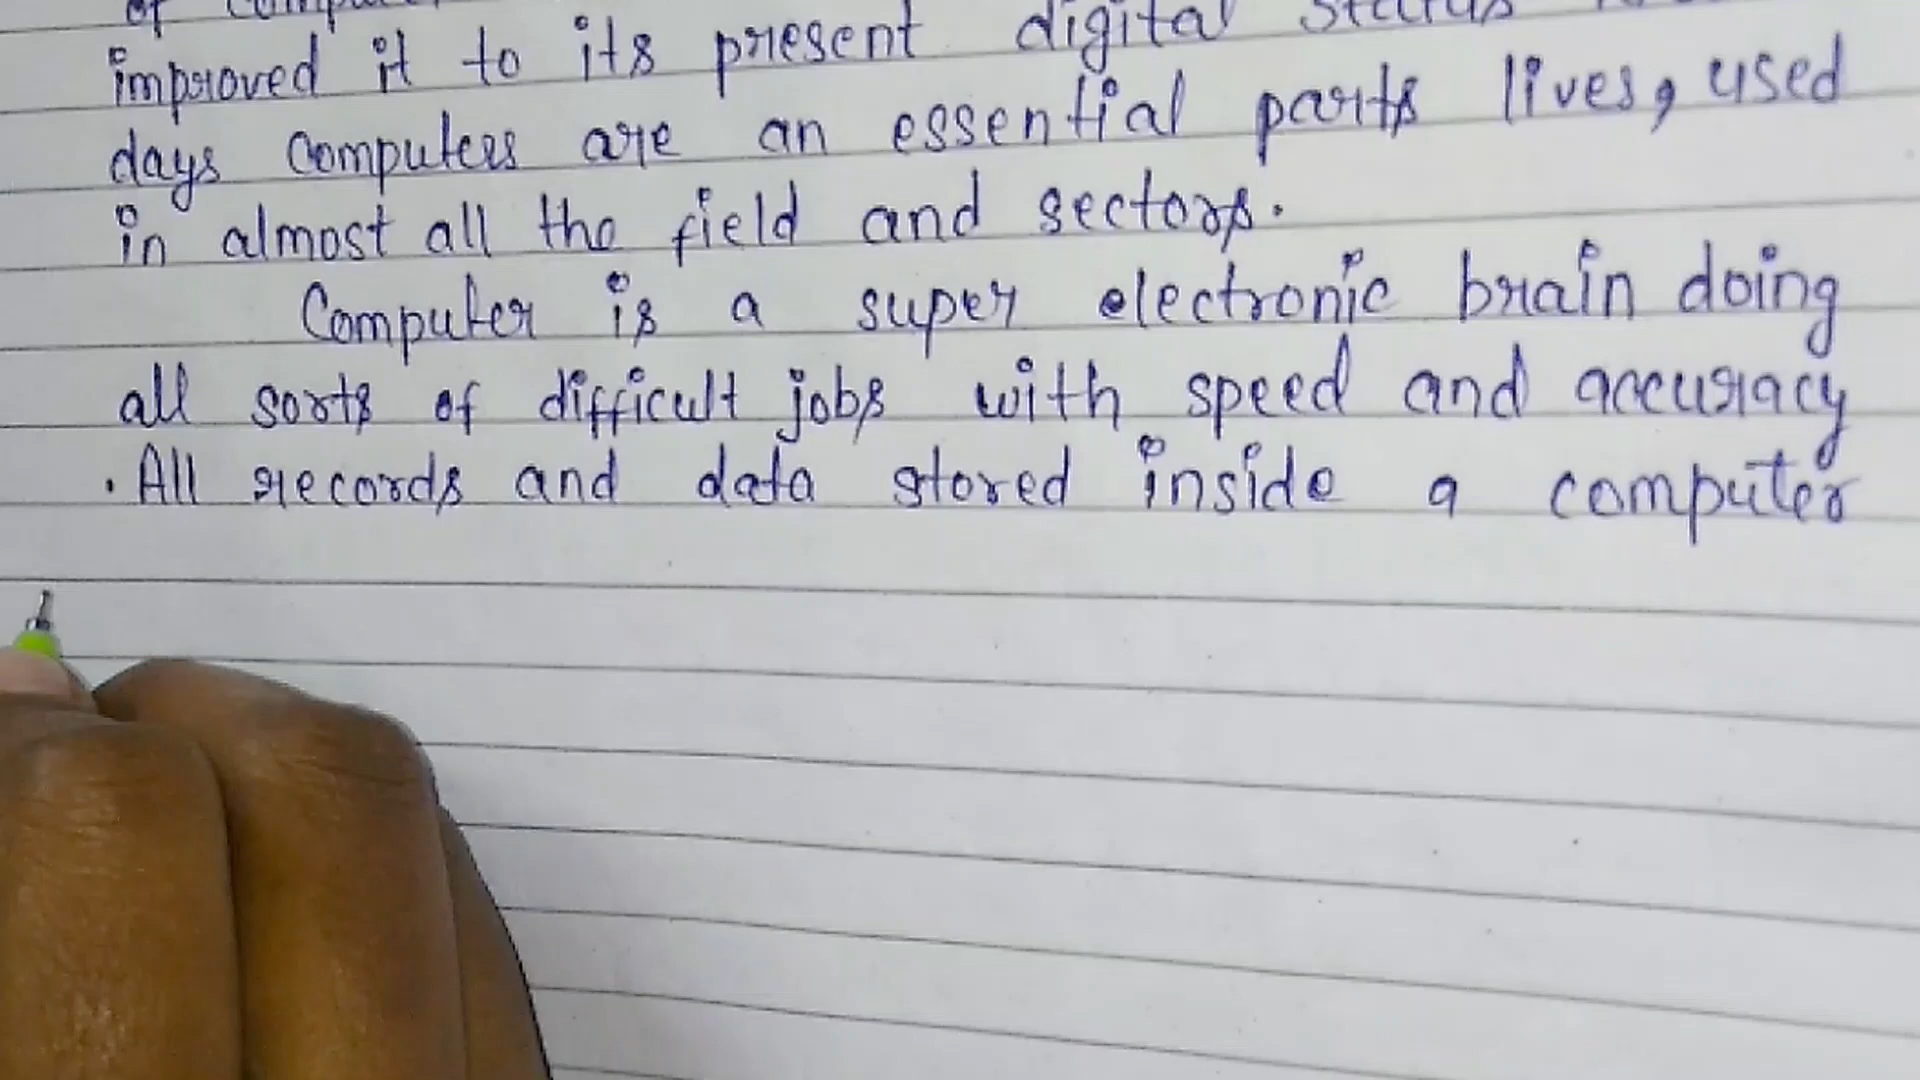 of
improved it to its present digital status
days computers are an essential parts lives, used
in almost all the field and sectors.
Computer is a super electronic brain doing
all sorts of difficult jobs with speed and accuracy
. All records and data stored inside a computer